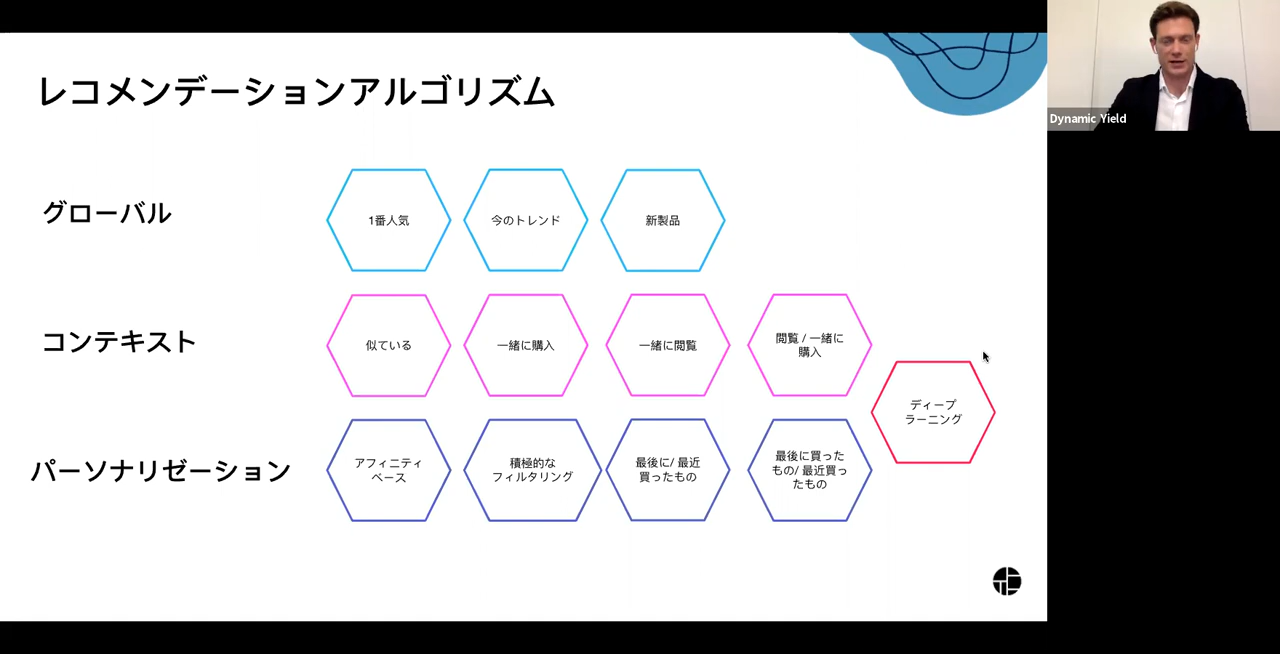 レコメンデーションアルゴリズム
Dynamic Yield
グローバル
1番人気
今のトレンド
新製品
コンテキスト
似ている
一緒に購入
一緒に閲覧
閲覧 / 一緒に
購入
ディープ
ラーニング
パーソナリゼーション
アフィニティ
ベース
積極的な
フィルタリング
最後に/ 最近
買ったもの
最後に買った
もの/ 最近買っ
たもの